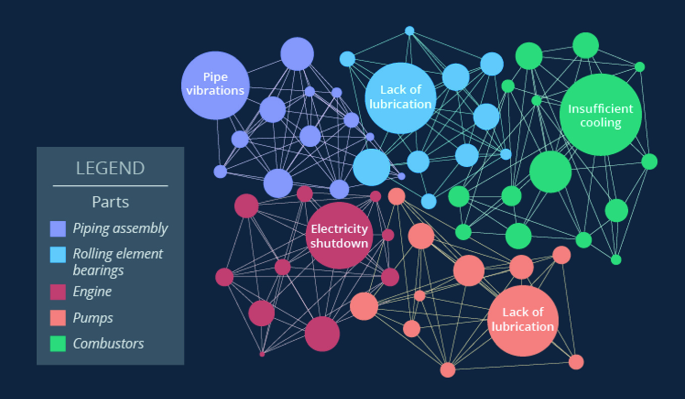 Pipe
vibrations
Lack of
lubrication
Insufficient
cooling
LEGEND
Parts
Piping assembly
Rolling element
bearings
Engine
Pumps
Combustors
Electricity
shutdown
Lack of
lubrication